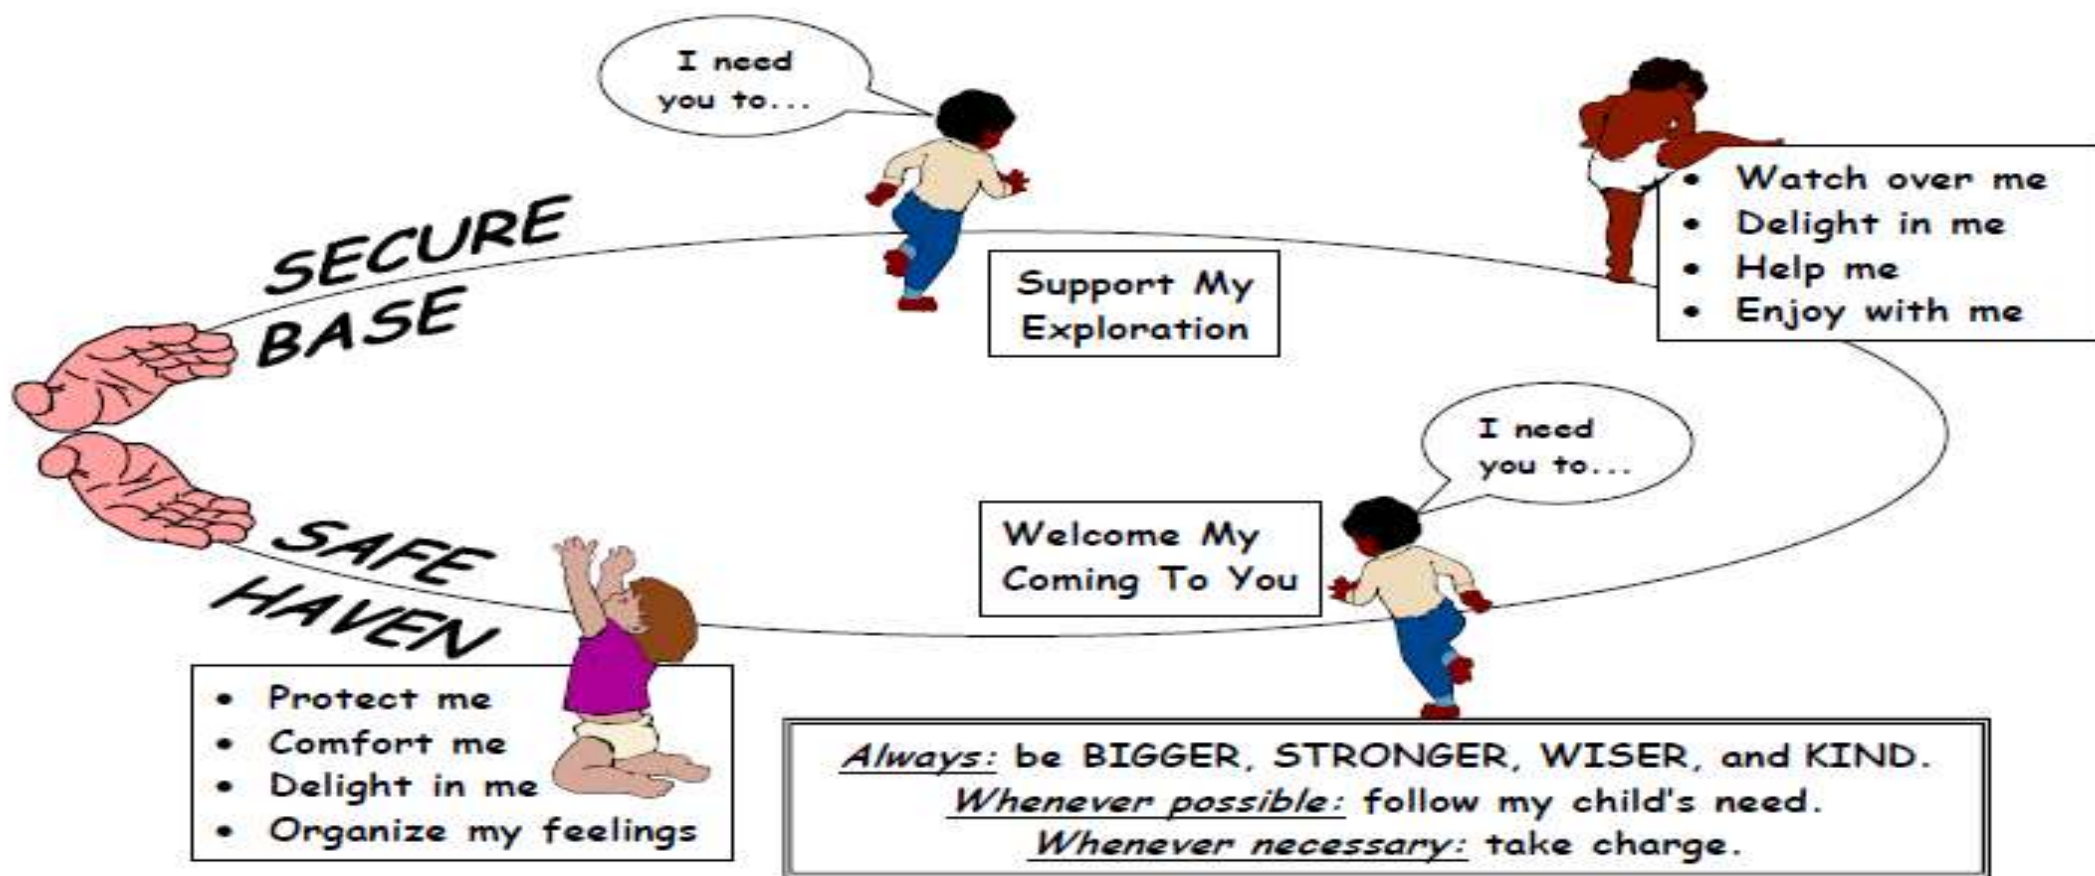 I need
you to...
SECURE
BASE
Support My
Exploration
• Watch over me
• Delight in me
• Help me
• Enjoy with me
I need
you to...
Welcome My
Coming To You
SAFE
HAVEN
• Protect me
• Comfort me
• Delight in me
• Organize my feelings
Always: be BIGGER, STRONGER, WISER, and KIND.
Whenever possible: follow my child's need.
Whenever necessary: take charge.